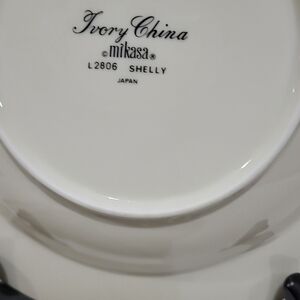 Ivory China
© mikasa ®
L2806 SHELLY
JAPAN